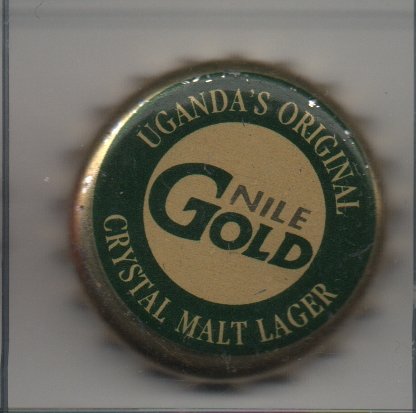 UGANDA'S ORIGINAL
NILE
GOLD
CRYSTAL MALT LAGER